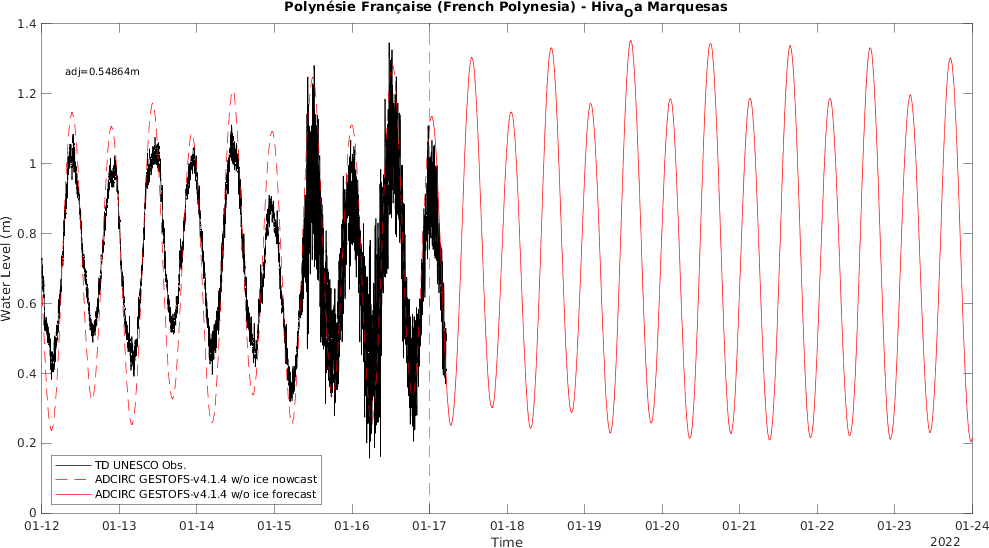 Polynésie Française (French Polynesia) - Hiva_Oa Marquesas
1.4
adj=0.54864m
1.2
1
0.8
0.6
0.4
0.2
0
Water Level (m)
TD UNESCO Obs.
ADCIRC GESTOFS-v4.1.4 w/o ice nowcast
ADCIRC GESTOFS-v4.1.4 w/o ice forecast
01-12 01-13 01-14 01-15 01-16 01-17 01-18 01-19 01-20 01-21 01-22 01-23 01-24
Time
2022